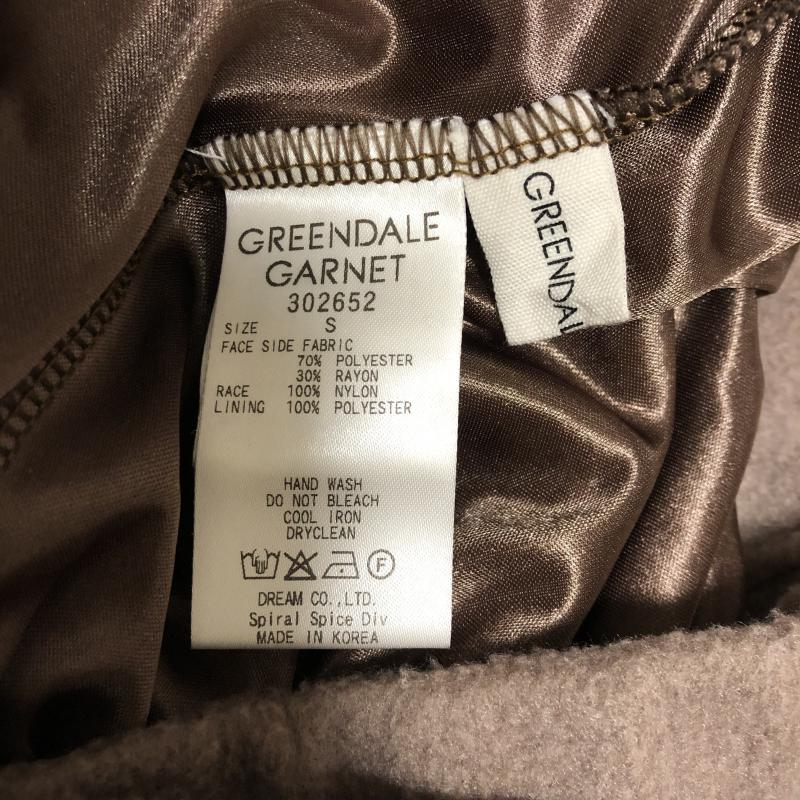 GREENDALE
GARNET
302652
SIZE S
FACE SIDE FABRIC
70% POLYESTER
30% RAYON
RACE 100% NYLON
LINING 100% POLYESTER
HAND WASH
DO NOT BLEACH
COOL IRON
DRYCLEAN
F
DREAM CO.,LTD.
Spiral Spice Div
MADE IN KOREA
GREENDAL